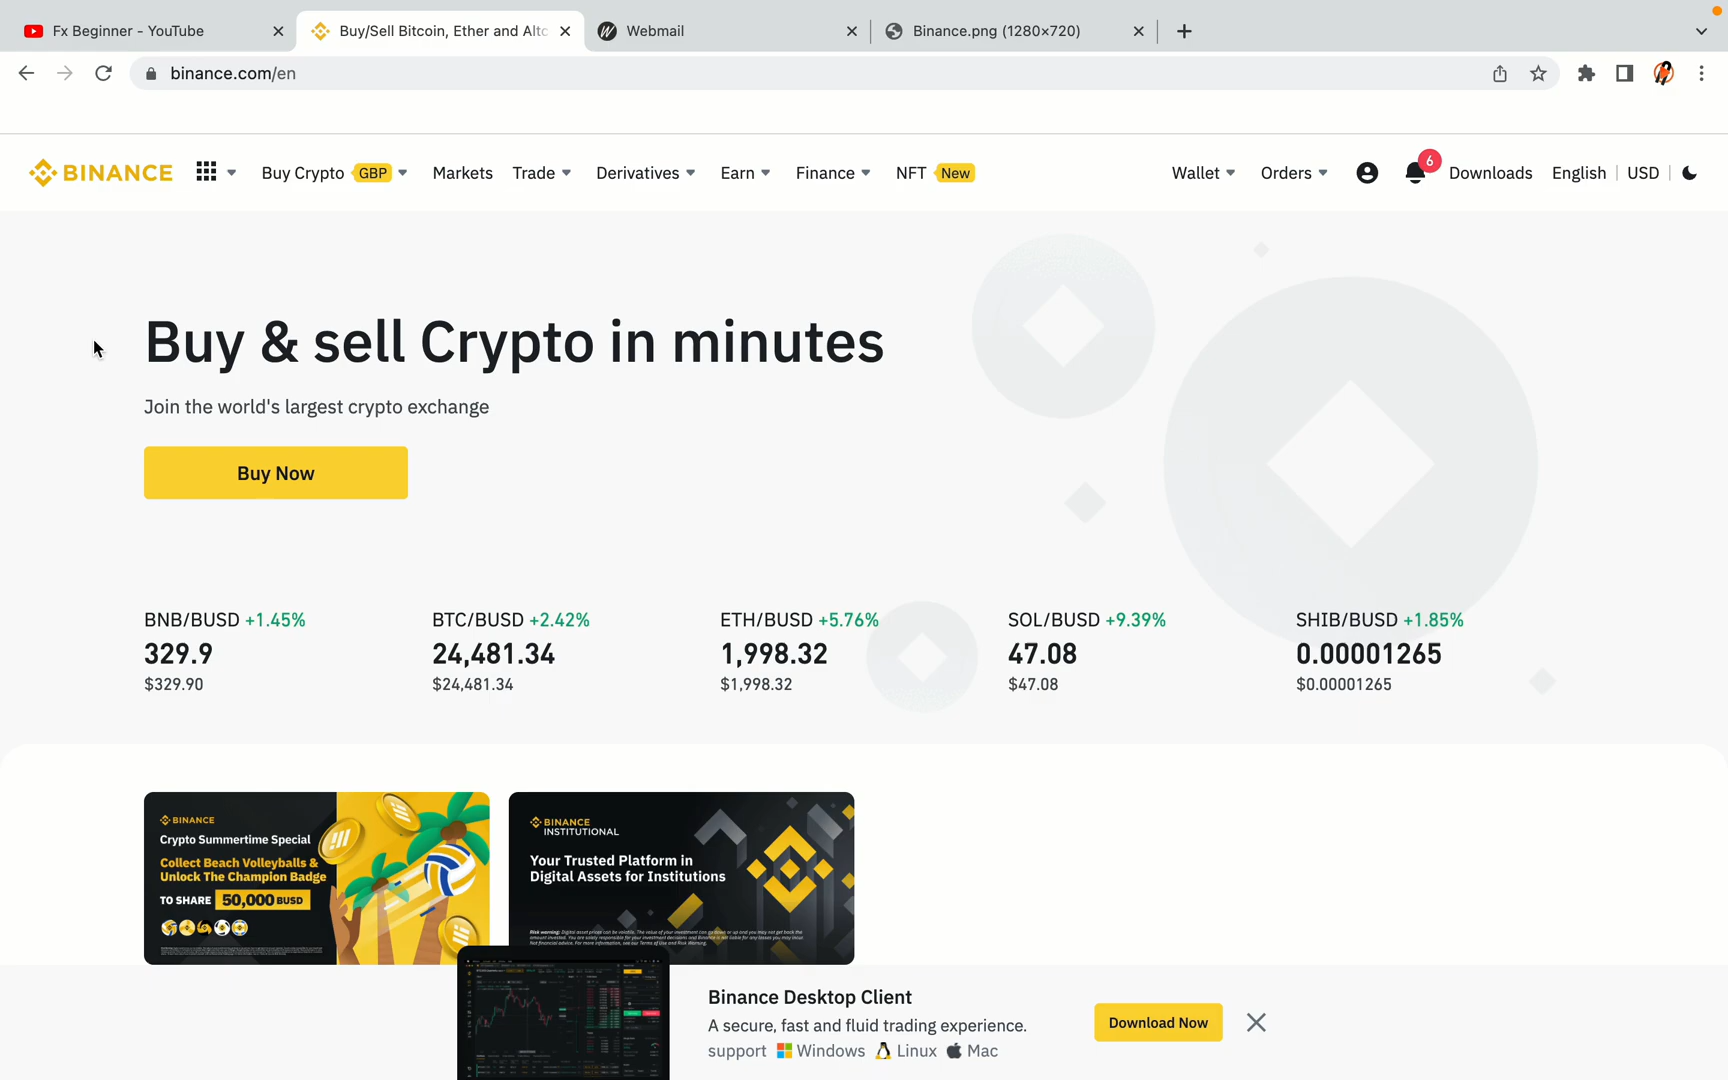 Fx Beginner - YouTube
Buy/Sell Bitcoin, Ether and Altc
Webmail
Binance.png (1280×720)
binance.com/en
BINANCE
Buy Crypto GBP
Markets
Trade
Derivatives
Earn
Finance
NFT New
Wallet
Orders
6
Downloads
English
USD
Buy & sell Crypto in minutes
Join the world's largest crypto exchange
Buy Now
BNB/BUSD +1.45%
329.9
$329.90
BTC/BUSD +2.42%
24,481.34
$24,481.34
ETH/BUSD +5.76%
1,998.32
$1,998.32
SOL/BUSD +9.39%
47.08
$47.08
SHIB/BUSD +1.85%
0.00001265
$0.00001265
BINANCE
Crypto Summertime Special
Collect Beach Volleyballs &
Unlock The Champion Badge
TO SHARE 50,000 BUSD
BINANCE
INSTITUTIONAL
Your Trusted Platform in
Digital Assets for Institutions
Binance Desktop Client
A secure, fast and fluid trading experience.
support Windows Linux Mac
Download Now